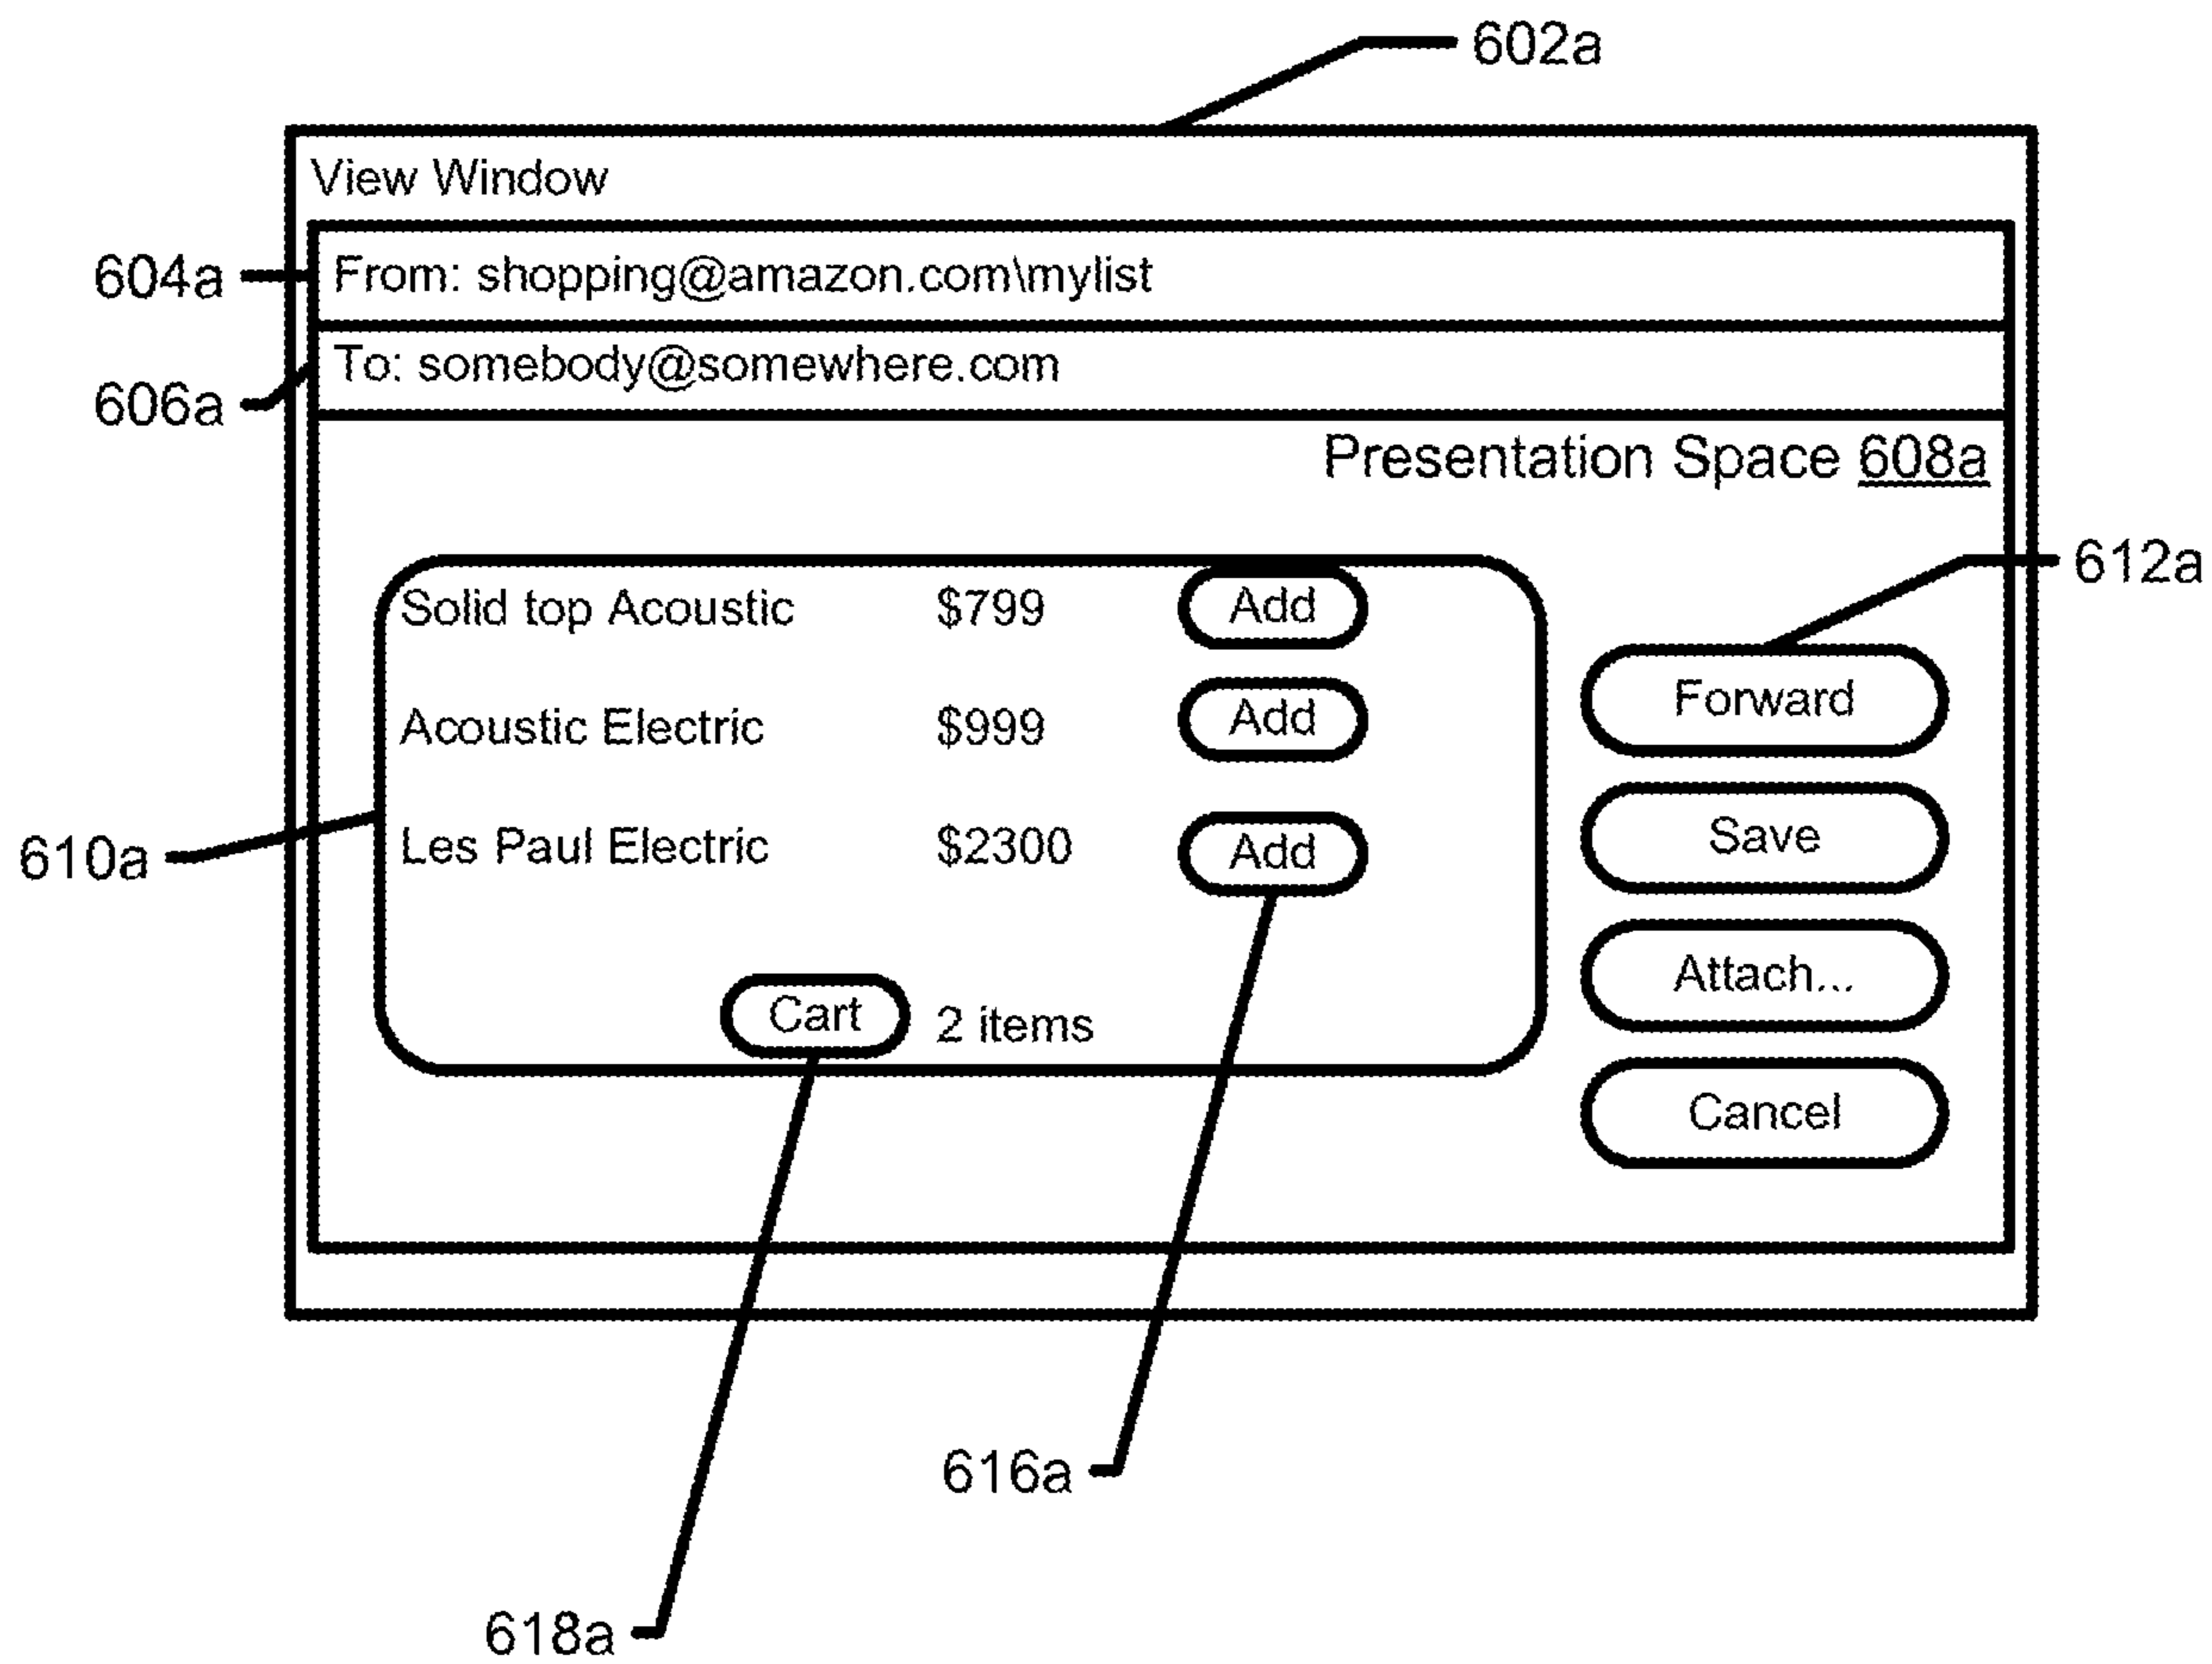 602a
View Window
604a
From: shopping@amazon.com\mylist
606a
To: somebody@somewhere.com
Presentation Space 608a
612a
Solid top Acoustic $799 Add
Forward
Acoustic Electric $999 Add
Save
610a
Les Paul Electric $2300 Add
Attach...
Cart 2 items
Cancel
616a
618a